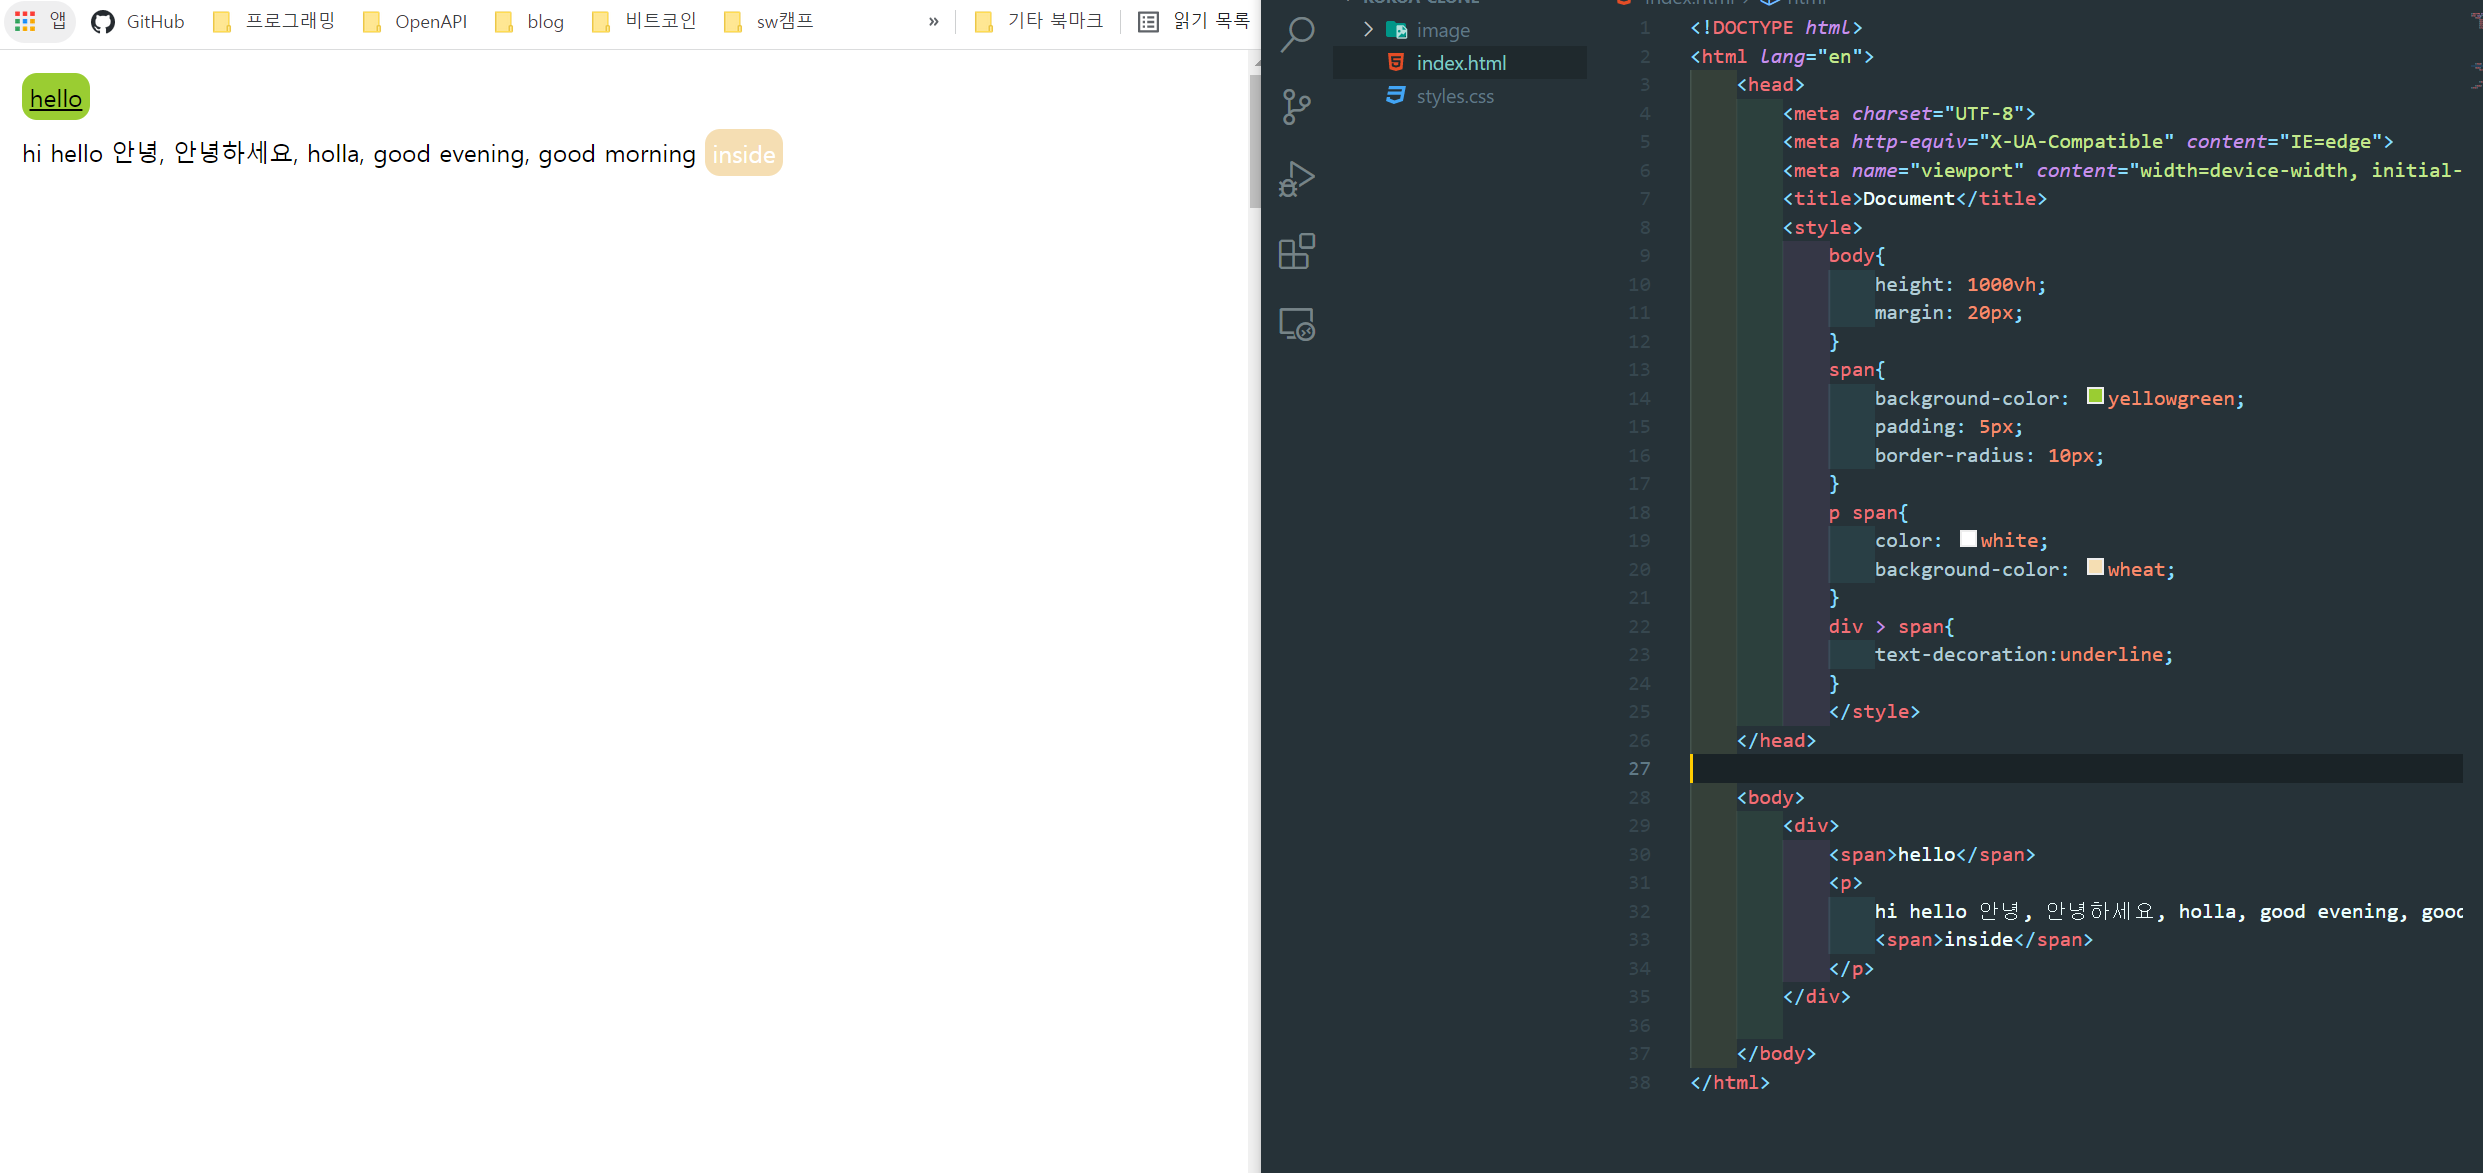 앱 GitHub 프로그래밍 OpenAPI blog 비트코인 sw캠프 » 기타 북마크 읽기 목록
hello
hi hello 안녕, 안녕하세요, holla, good evening, good morning inside
image
index.html
styles.css
1 <!DOCTYPE html>
2 <html lang="en">
3 <head>
4 <meta charset="UTF-8">
5 <meta http-equiv="X-UA-Compatible" content="IE=edge">
6 <meta name="viewport" content="width=device-width, initial-
7 <title>Document</title>
8 <style>
9 body{
10 height: 1000vh;
11 margin: 20px;
12 }
13 span{
14 background-color: yellowgreen;
15 padding: 5px;
16 border-radius: 10px;
17 }
18 p span{
19 color: white;
20 background-color: wheat;
21 }
22 div > span{
23 text-decoration:underline;
24 }
25 </style>
26 </head>
27
28 <body>
29 <div>
30 <span>hello</span>
31 <p>
32 hi hello 안녕, 안녕하세요, holla, good evening, good
33 <span>inside</span>
34 </p>
35 </div>
36
37 </body>
38 </html>